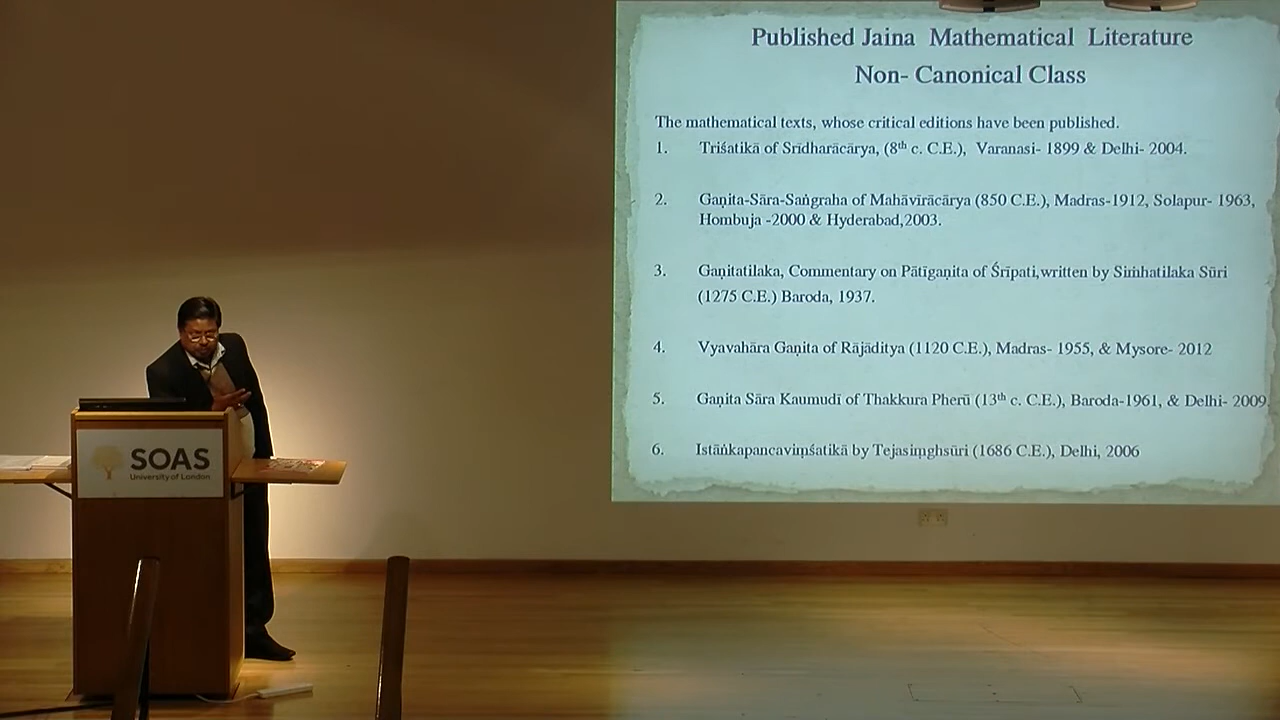 Published Jaina Mathematical Literature
Non- Canonical Class
The mathematical texts, whose critical editions have been published.
1. Triśatikā of Srīdharācārya, (8th c. C.E.), Varanasi- 1899 & Delhi- 2004.
2. Gaṇita-Sāra-Saṅgraha of Mahāvīrācārya (850 C.E.), Madras-1912, Solapur- 1963,
Hombuja -2000 & Hyderabad,2003.
3. Gaṇitatilaka, Commentary on Pātīgaṇita of Śrīpati,written by Siṁhatilaka Sūri
(1275 C.E.) Baroda, 1937.
4. Vyavahāra Gaṇita of Rājāditya (1120 C.E.), Madras- 1955, & Mysore- 2012
5. Gaṇita Sāra Kaumudī of Thakkura Pherū (13th c. C.E.), Baroda-1961, & Delhi- 2009.
6. Istāṅkapancaviṃśatikā by Tejasiṃghsūri (1686 C.E.), Delhi, 2006
SOAS
University of London